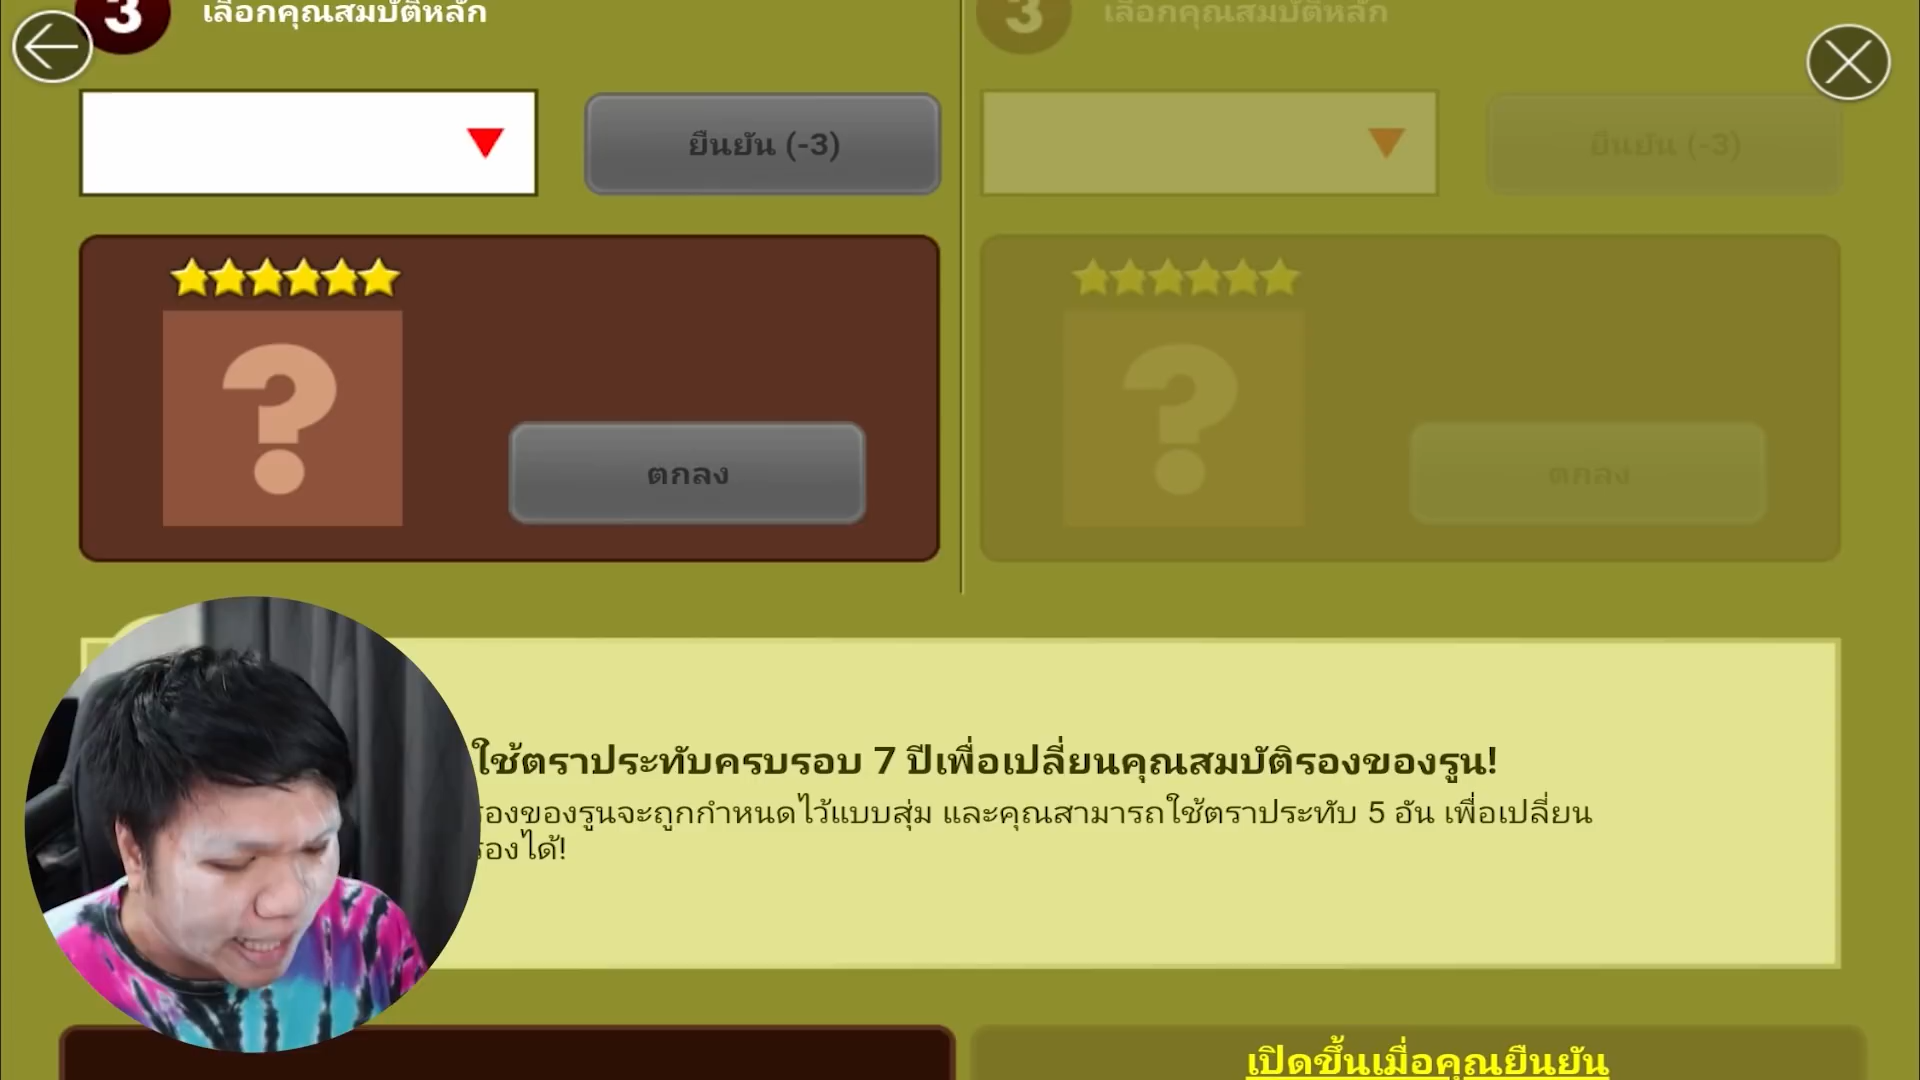 3 เลือกคุณสมบัติหลัก
3 เลือกคุณสมบัติหลัก
ยืนยัน (-3)
ยืนยัน (-3)
?
?
ตกลง
ตกลง
ใช้ตราประทับครบรอบ 7 ปีเพื่อเปลี่ยนคุณสมบัติรองของรูน!
รองของรูนจะถูกกำหนดไว้แบบสุ่ม และคุณสามารถใช้ตราประทับ 5 อัน เพื่อเปลี่ยน
รองได้!
เปิดขึ้นเมื่อคุณยืนยัน